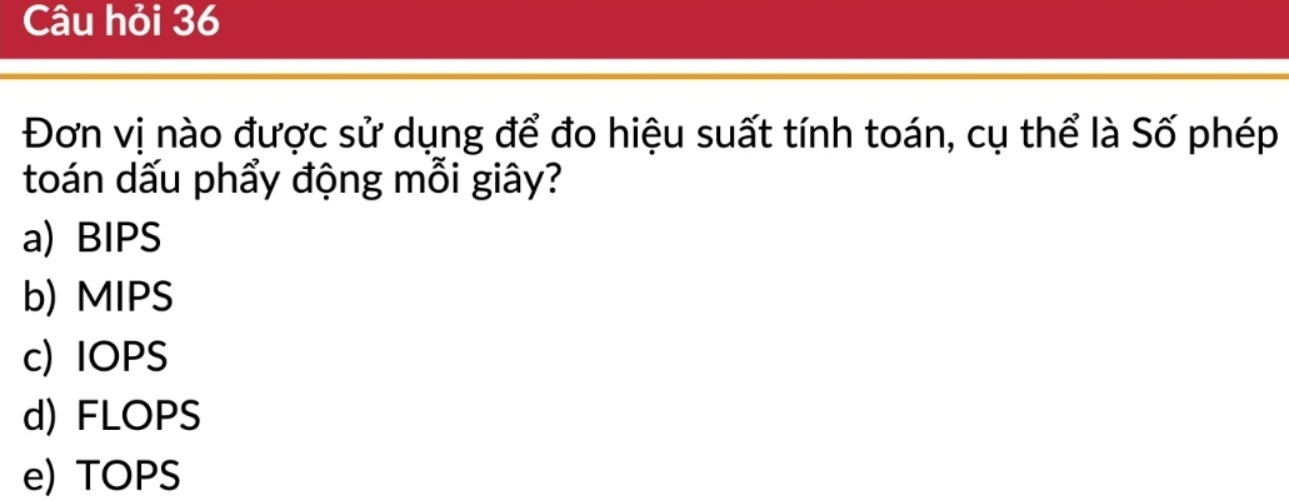 Câu hỏi 36
Đơn vị nào được sử dụng để đo hiệu suất tính toán, cụ thể là Số phép
toán dấu phẩy động mỗi giây?
a) BIPS
b) MIPS
c) IOPS
d) FLOPS
e) TOPS